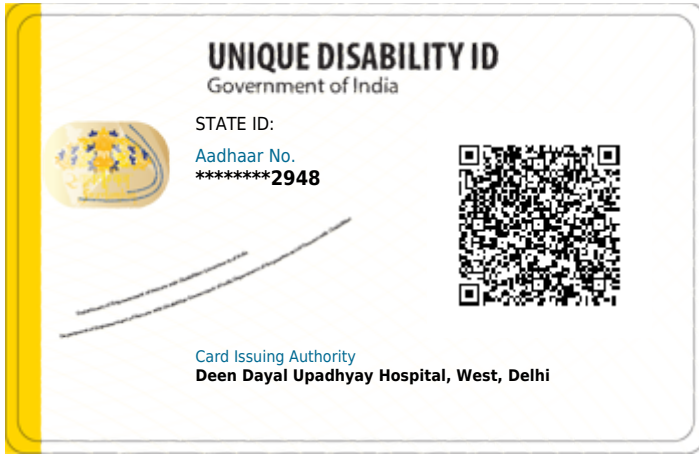 UNIQUE DISABILITY ID
Government of India
STATE ID:
Aadhaar No.
********2948
Card Issuing Authority
Deen Dayal Upadhyay Hospital, West, Delhi